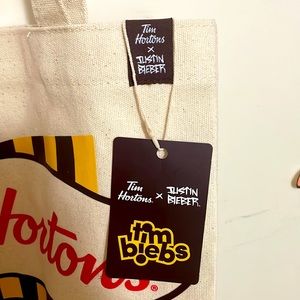 Tim
Hortons
x
JUSTIN
BIEBER
Tim
Hortons. x JUSTIN
BIEBER
tim
biebs
Hortons®